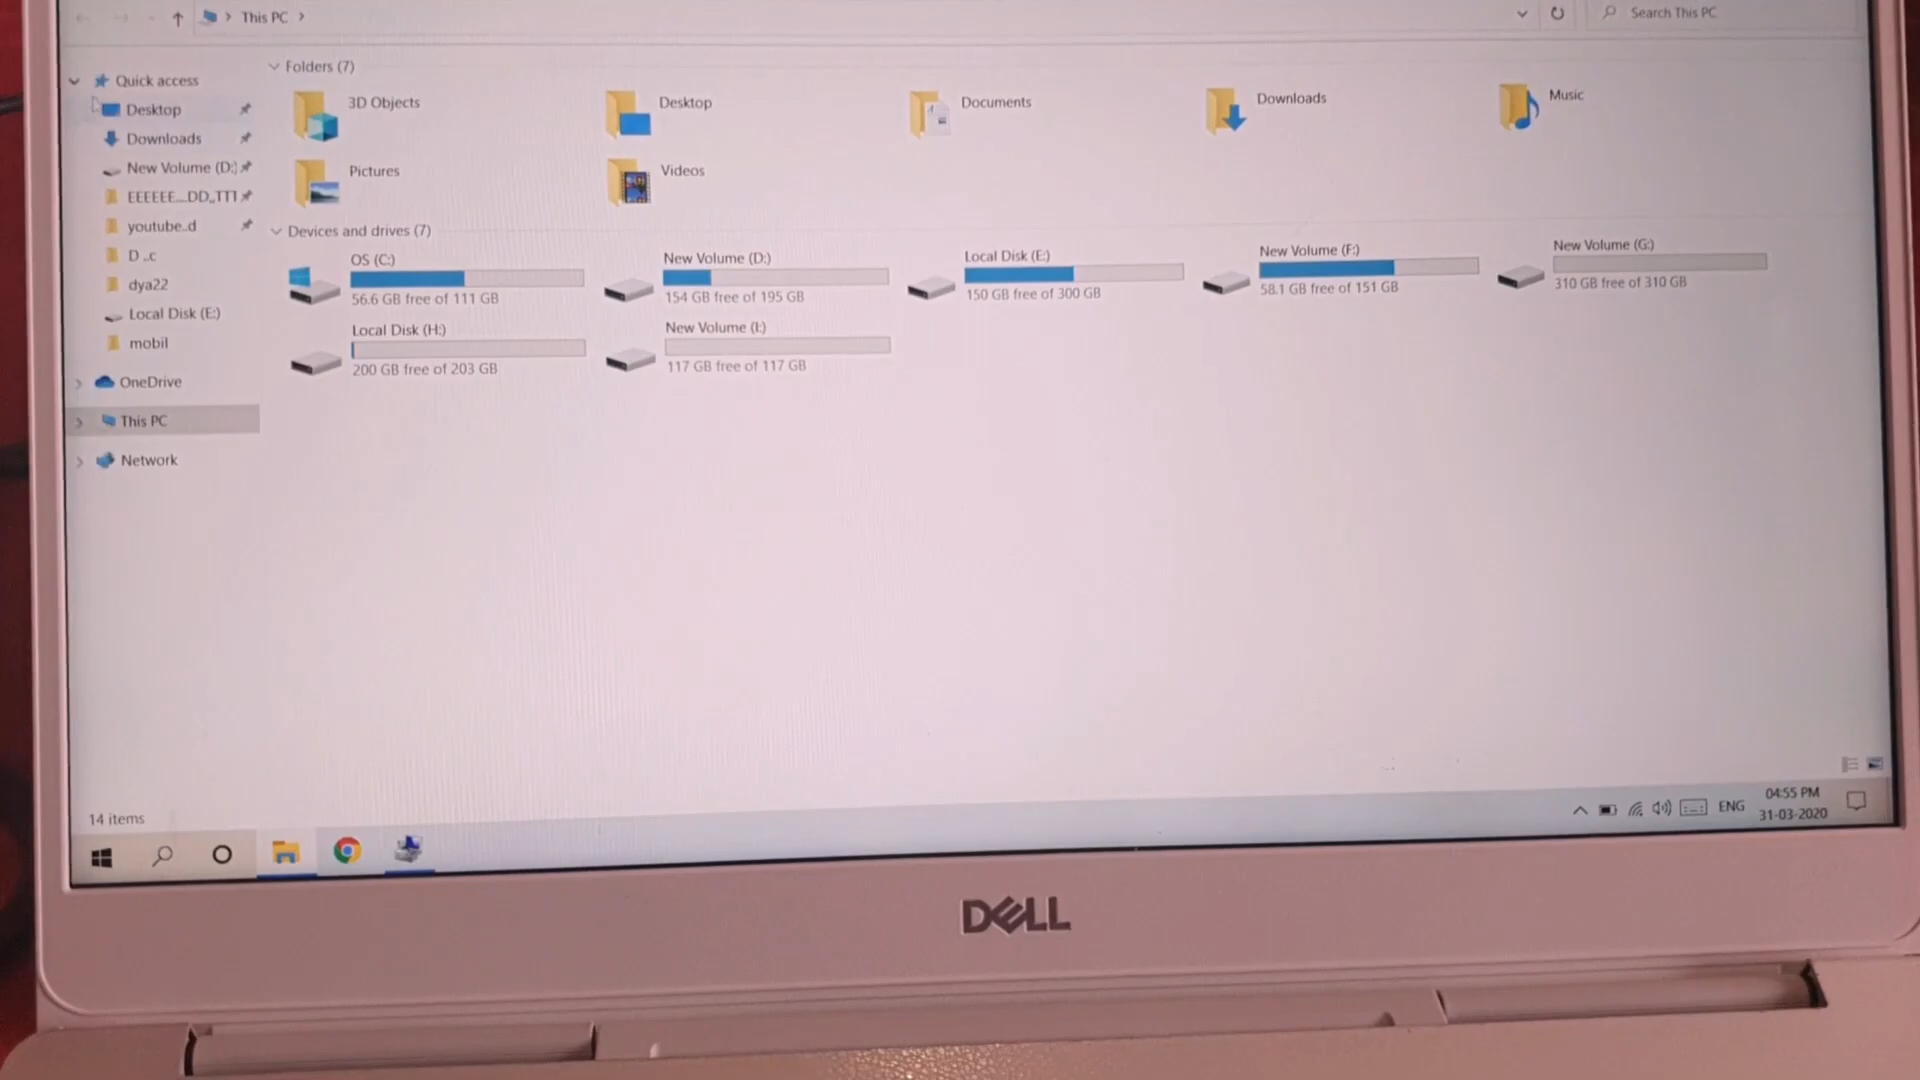 This PC
Search This PC
Quick access
Desktop
Downloads
New Volume (D:)
EEEEEE....DD,,TTT
youtube..d
D ..c
dya22
Local Disk (E:)
mobil
OneDrive
This PC
Network
Folders (7)
3D Objects
Desktop
Documents
Downloads
Music
Pictures
Videos
Devices and drives (7)
OS (C:)
56.6 GB free of 111 GB
New Volume (D:)
154 GB free of 195 GB
Local Disk (E:)
150 GB free of 300 GB
New Volume (F:)
58.1 GB free of 151 GB
New Volume (G:)
310 GB free of 310 GB
Local Disk (H:)
200 GB free of 203 GB
New Volume (I:)
117 GB free of 117 GB
14 items
ENG
04:55 PM
31-03-2020
DELL